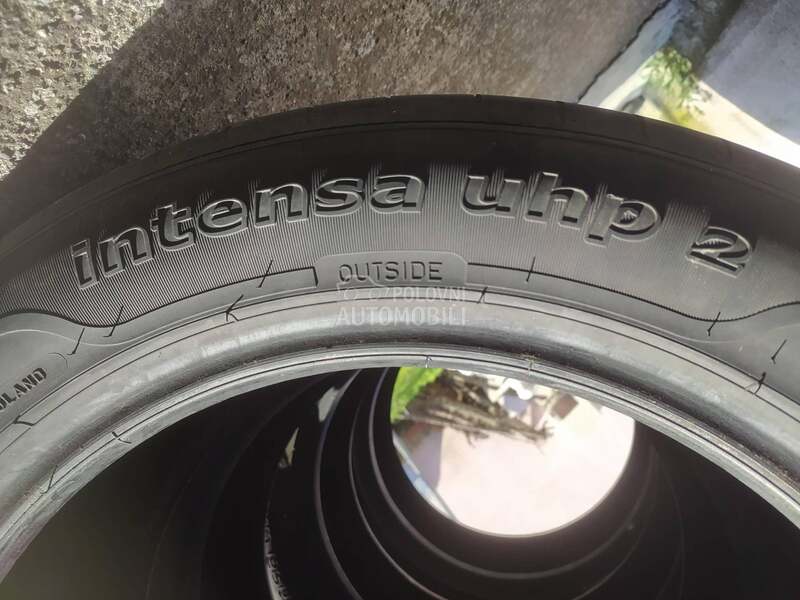 intensa uhp 2
OUTSIDE
POLOVNI
AUTOMOBILI
OLAND